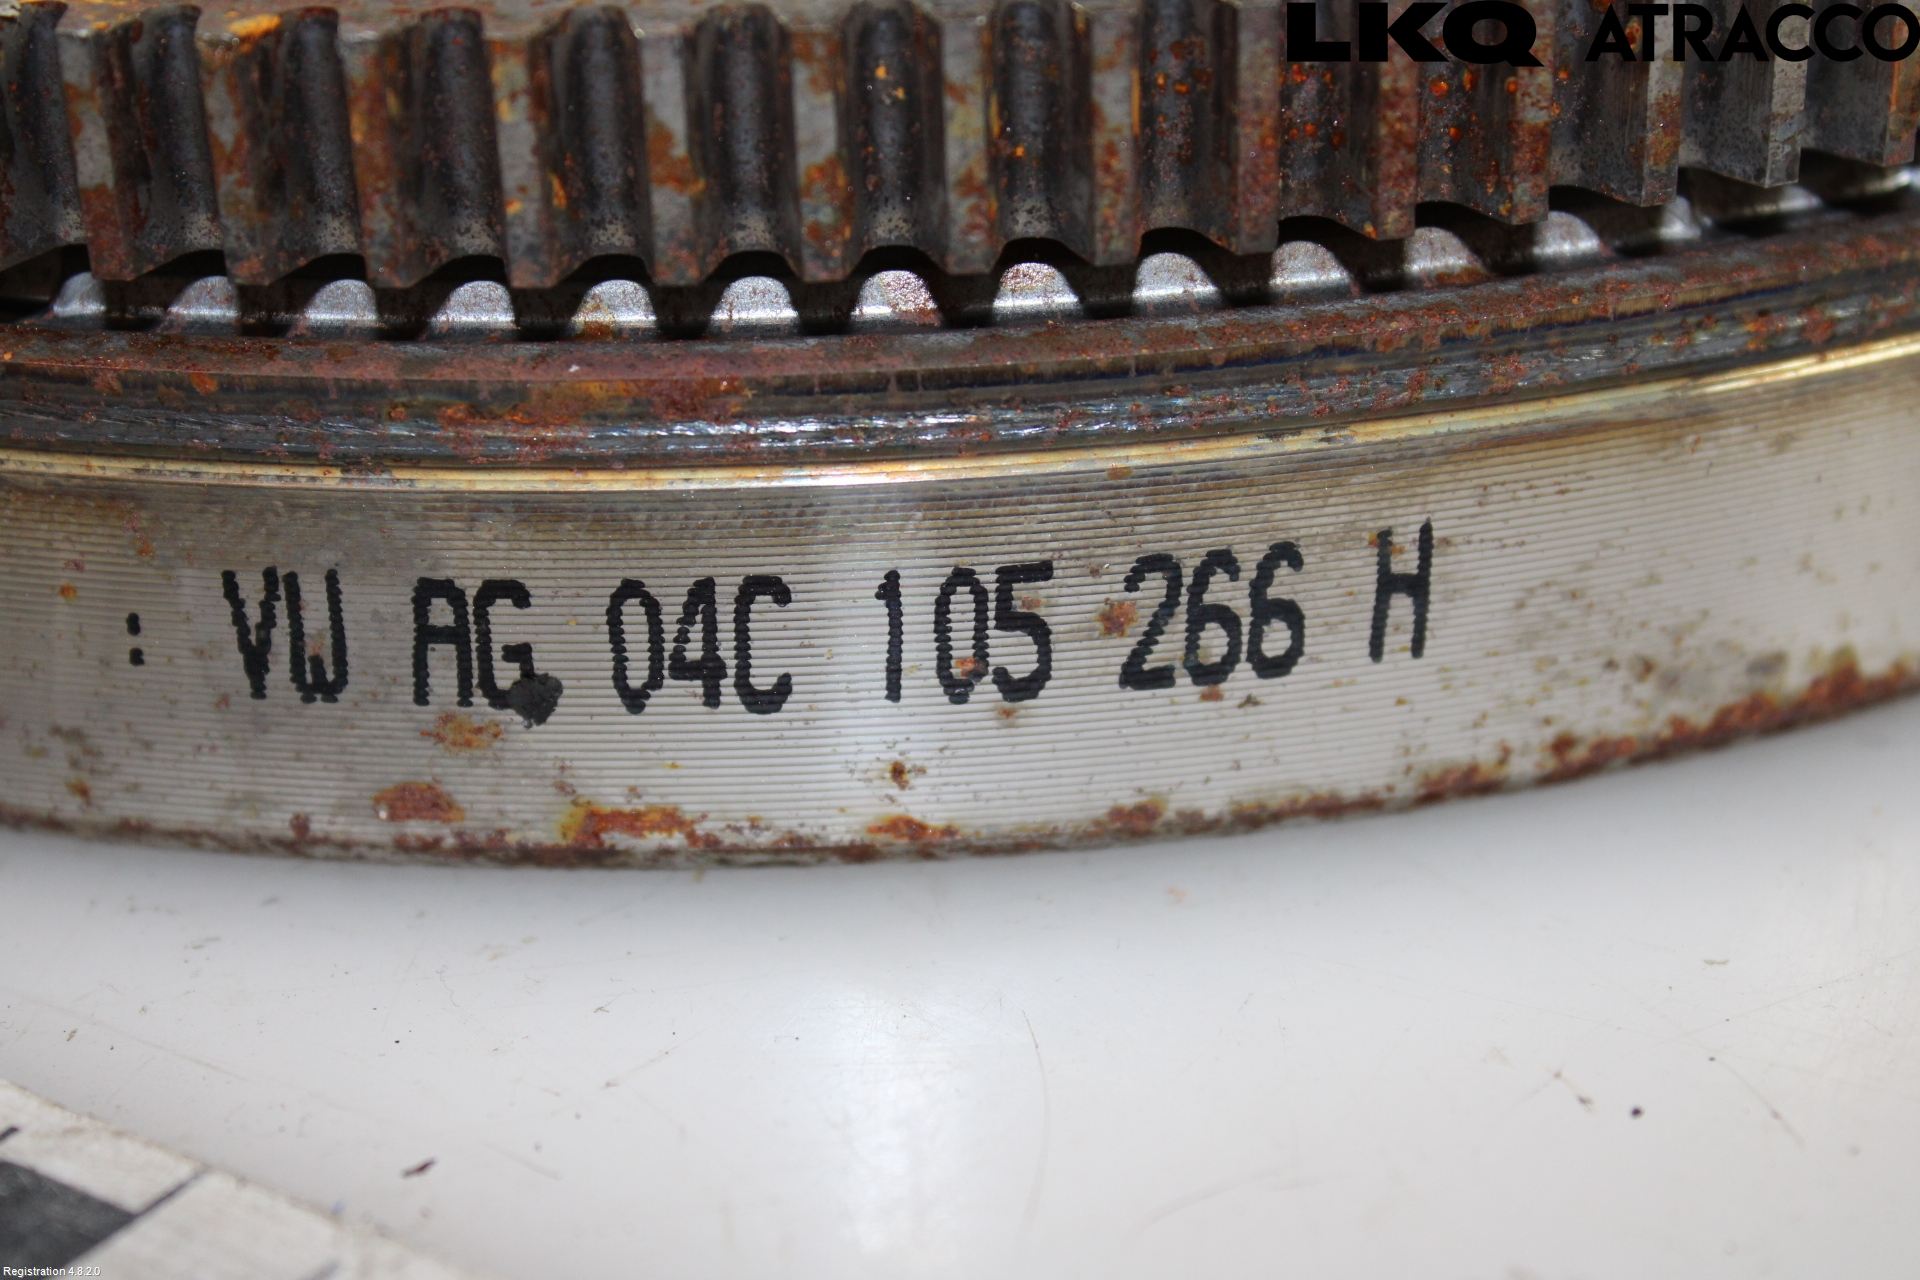 LKQ ATRACCO
: VW AG 04C 105 266 H
Registration 4.8.2.0